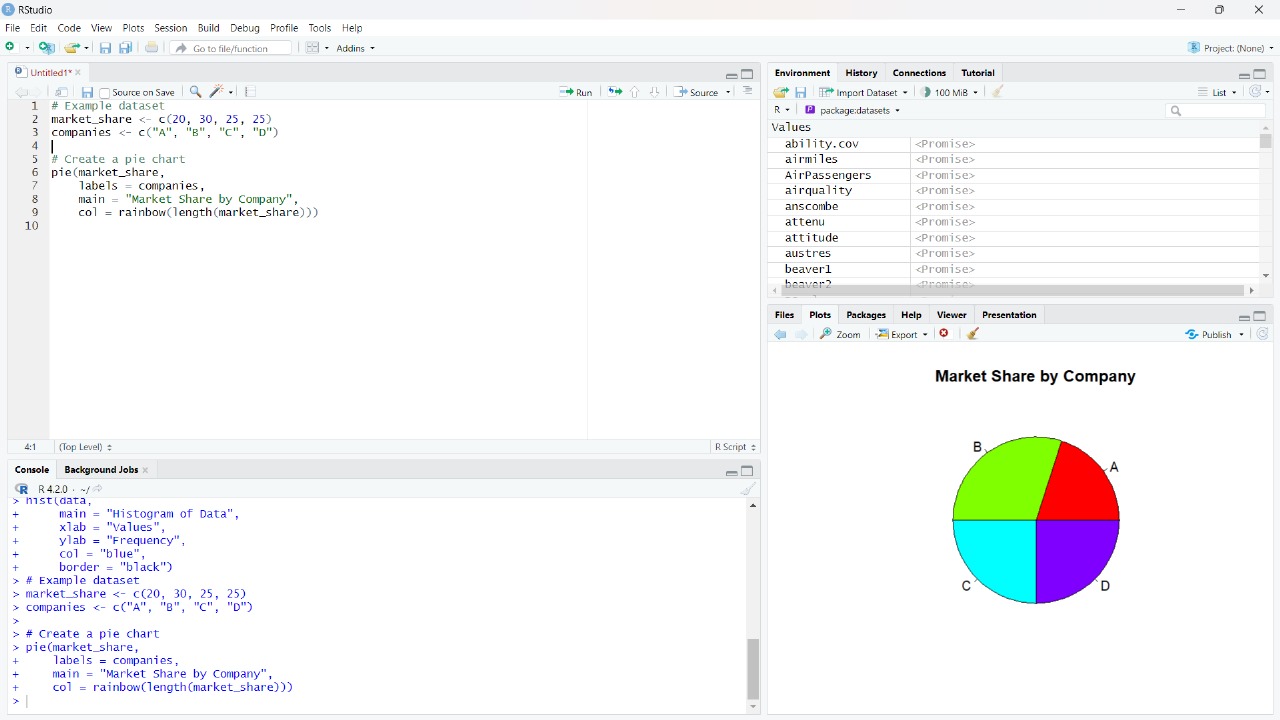 RStudio
File Edit Code View Plots Session Build Debug Profile Tools Help
Go to file/function Addins Project: (None)
Untitled1*
Source on Save Run Source
1 # Example dataset
2 market_share <- c(20, 30, 25, 25)
3 companies <- c("A", "B", "C", "D")
4
5 # Create a pie chart
6 pie(market_share,
7 labels = companies,
8 main = "Market Share by Company",
9 col = rainbow(length(market_share)))
10
4:1 (Top Level) R Script
Console Background Jobs
R 4.2.0 · ~/
> hist(data,
+ main = "Histogram of Data",
+ xlab = "Values",
+ ylab = "Frequency",
+ col = "blue",
+ border = "black")
> # Example dataset
> market_share <- c(20, 30, 25, 25)
> companies <- c("A", "B", "C", "D")
>
> # Create a pie chart
> pie(market_share,
+ labels = companies,
+ main = "Market Share by Company",
+ col = rainbow(length(market_share)))
>
Environment History Connections Tutorial
Import Dataset 100 MiB List
R package:datasets
Values
ability.cov <Promise>
airmiles <Promise>
AirPassengers <Promise>
airquality <Promise>
anscombe <Promise>
attenu <Promise>
attitude <Promise>
austres <Promise>
beaver1 <Promise>
beaver2 <Promise>
Files Plots Packages Help Viewer Presentation
Zoom Export Publish
Market Share by Company
B
A
C
D